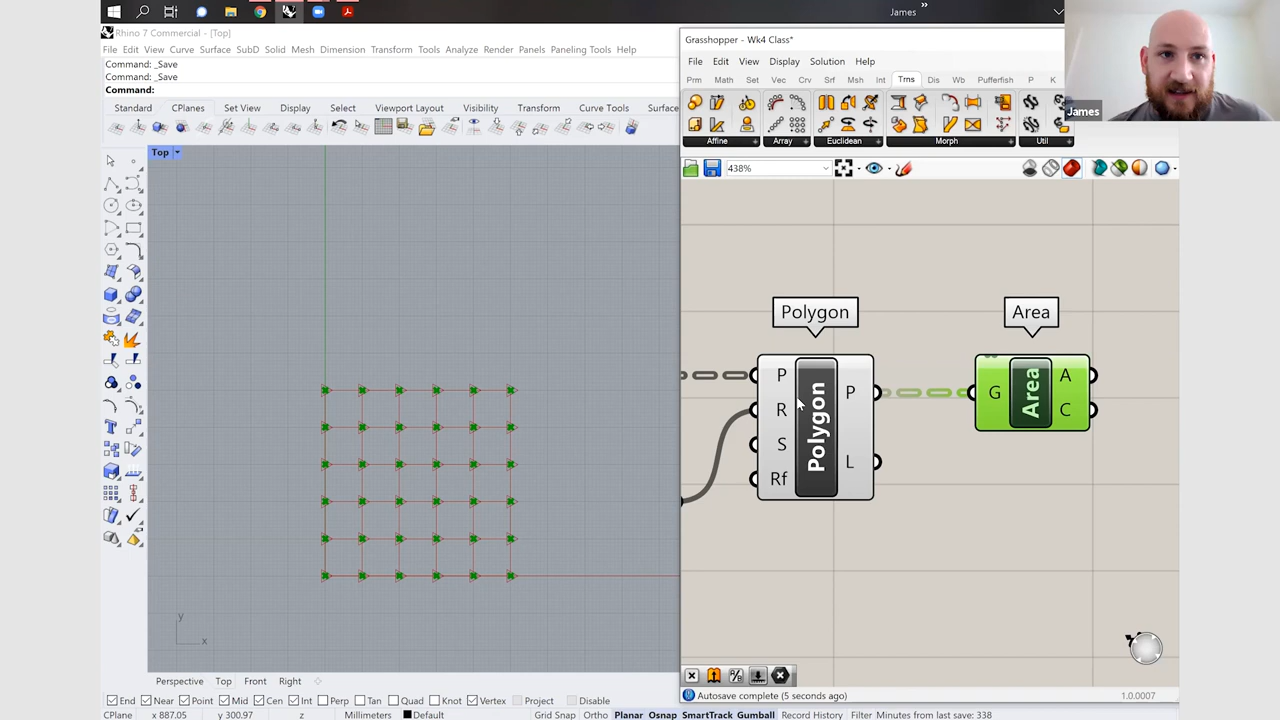 James
Rhino 7 Commercial - [Top]
File Edit View Curve Surface SubD Solid Mesh Dimension Transform Tools Analyze Render Panels Paneling Tools Help
Command: _Save
Command: _Save
Command:
Standard CPlanes Set View Display Select Viewport Layout Visibility Transform Curve Tools Surface
Top
y
x
Perspective Top Front Right
End Near Point Mid Cen Int Perp Tan Quad Knot Vertex Project Disable
CPlane x 887.05 y 300.97 z Millimeters Default Grid Snap Ortho Planar Osnap SmartTrack Gumball Record History Filter Minutes from last save: 338
Grasshopper - Wk4 Class*
File Edit View Display Solution Help
Prm Math Set Vec Crv Srf Msh Int Trns Dis Wb Pufferfish P K
Affine Array Euclidean Morph Util
438%
Polygon
Area
P
R
S
Rf
Polygon
P
L
G
Area
A
C
Autosave complete (5 seconds ago)
1.0.0007
James